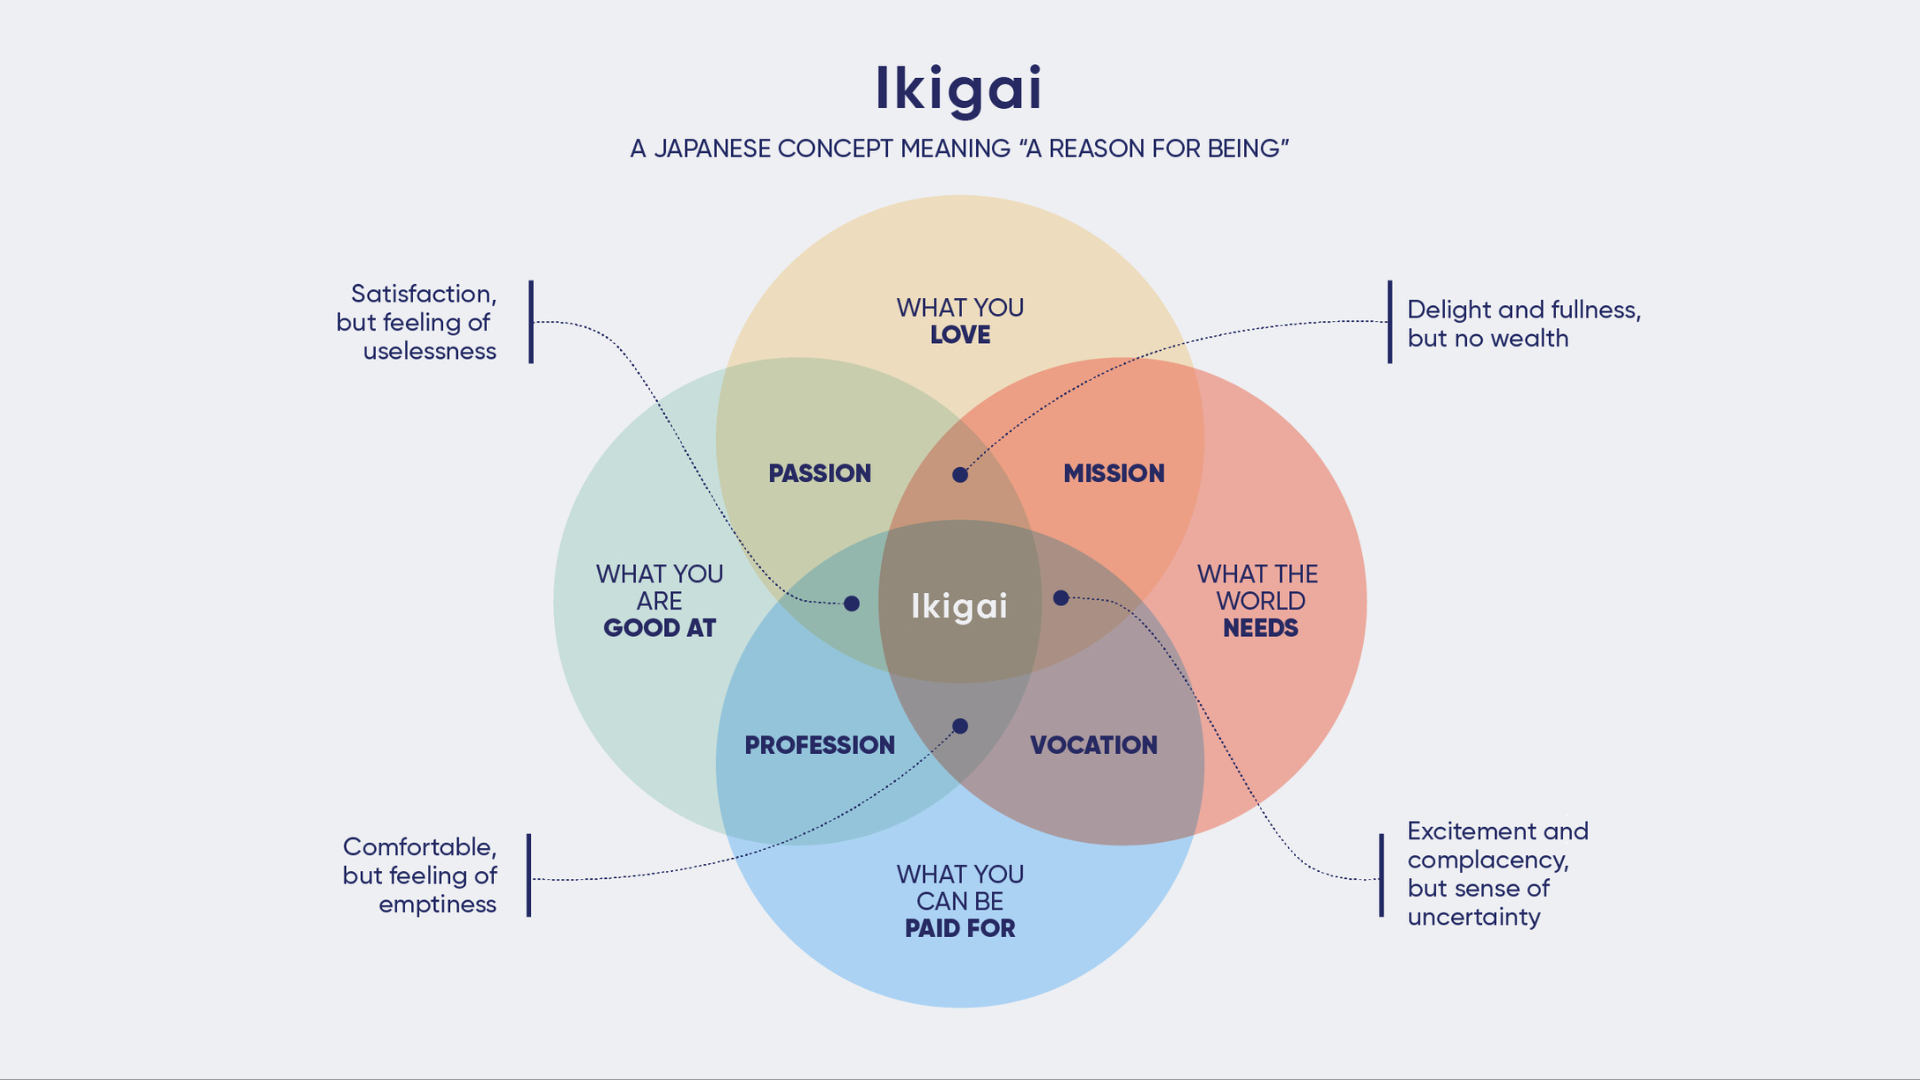 Ikigai
A JAPANESE CONCEPT MEANING “A REASON FOR BEING”
Satisfaction,
but feeling of
uselessness
WHAT YOU
LOVE
Delight and fullness,
but no wealth
PASSION
MISSION
WHAT YOU
ARE
GOOD AT
Ikigai
WHAT THE
WORLD
NEEDS
PROFESSION
VOCATION
Comfortable,
but feeling of
emptiness
WHAT YOU
CAN BE
PAID FOR
Excitement and
complacency,
but sense of
uncertainty